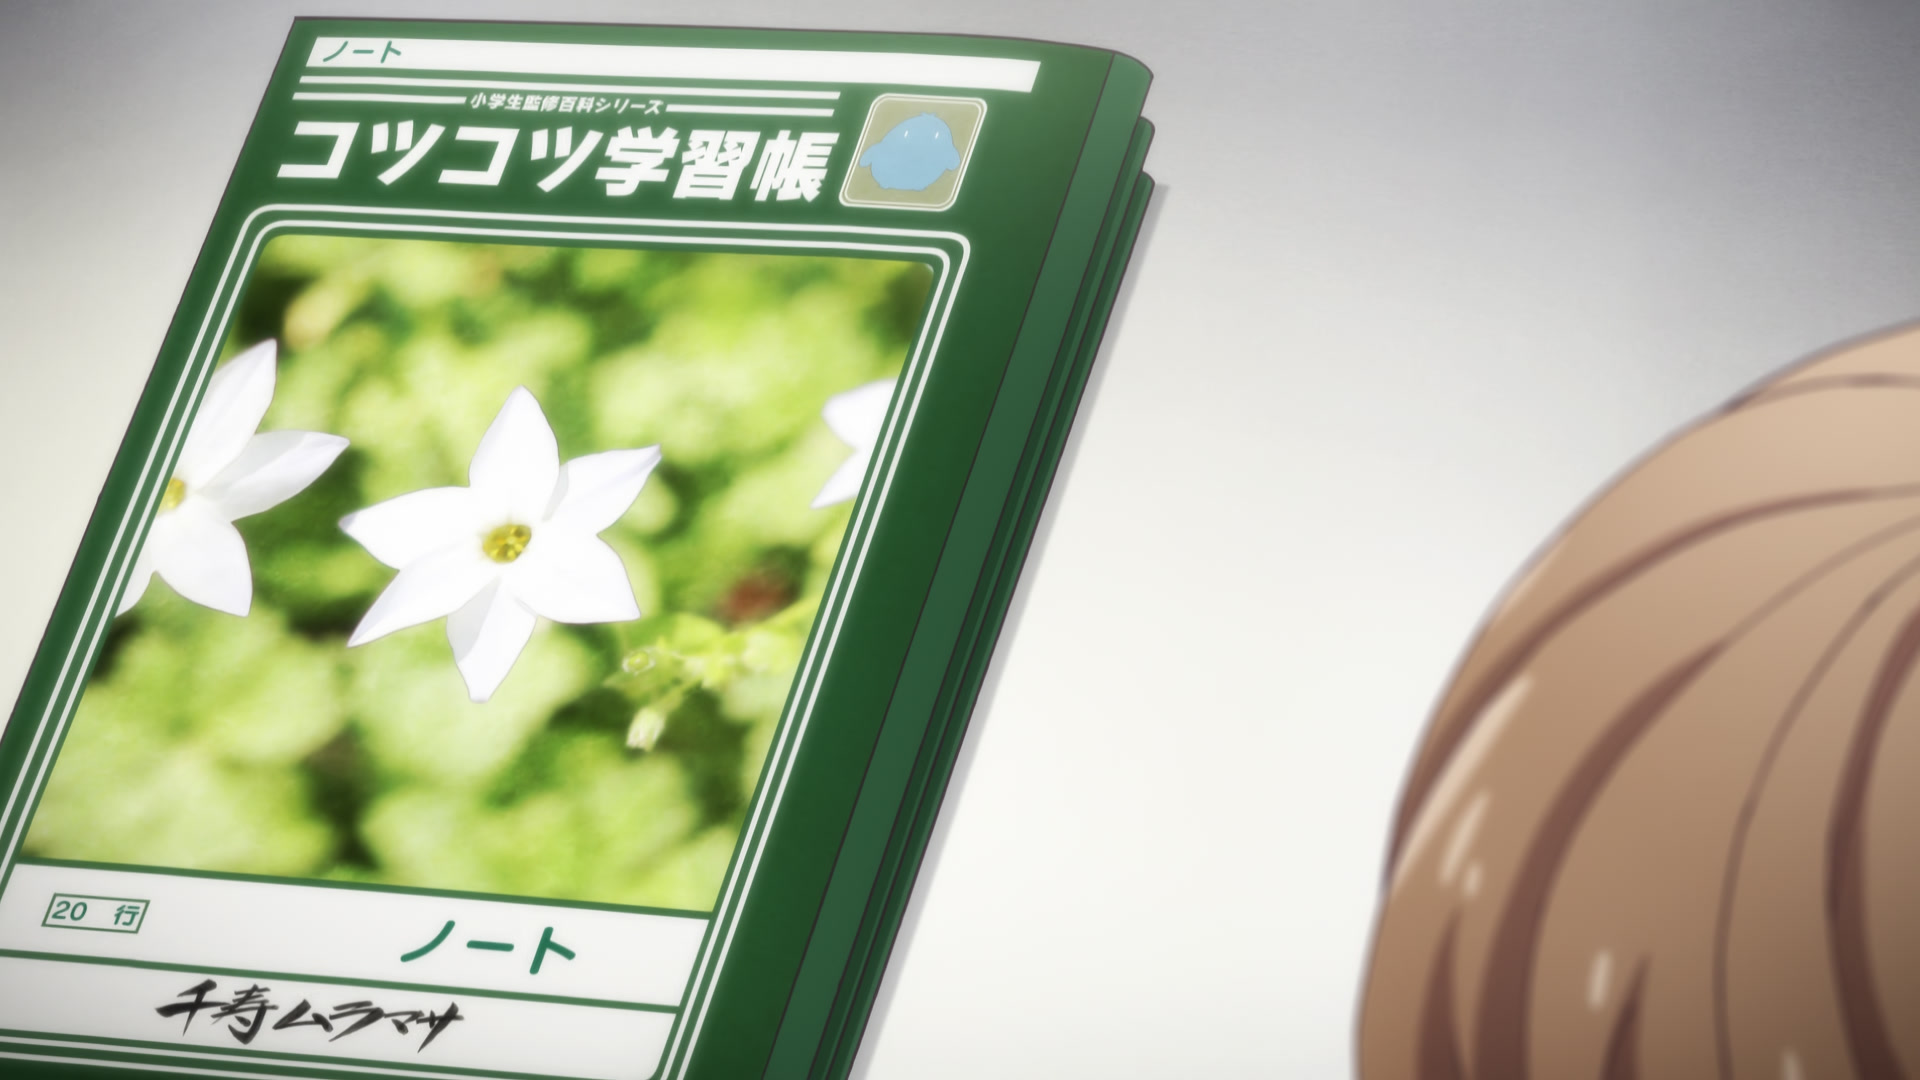 ノート
小学生監修百科シリーズ
コツコツ学習帳
20 行
ノート
千寿ムラマサ